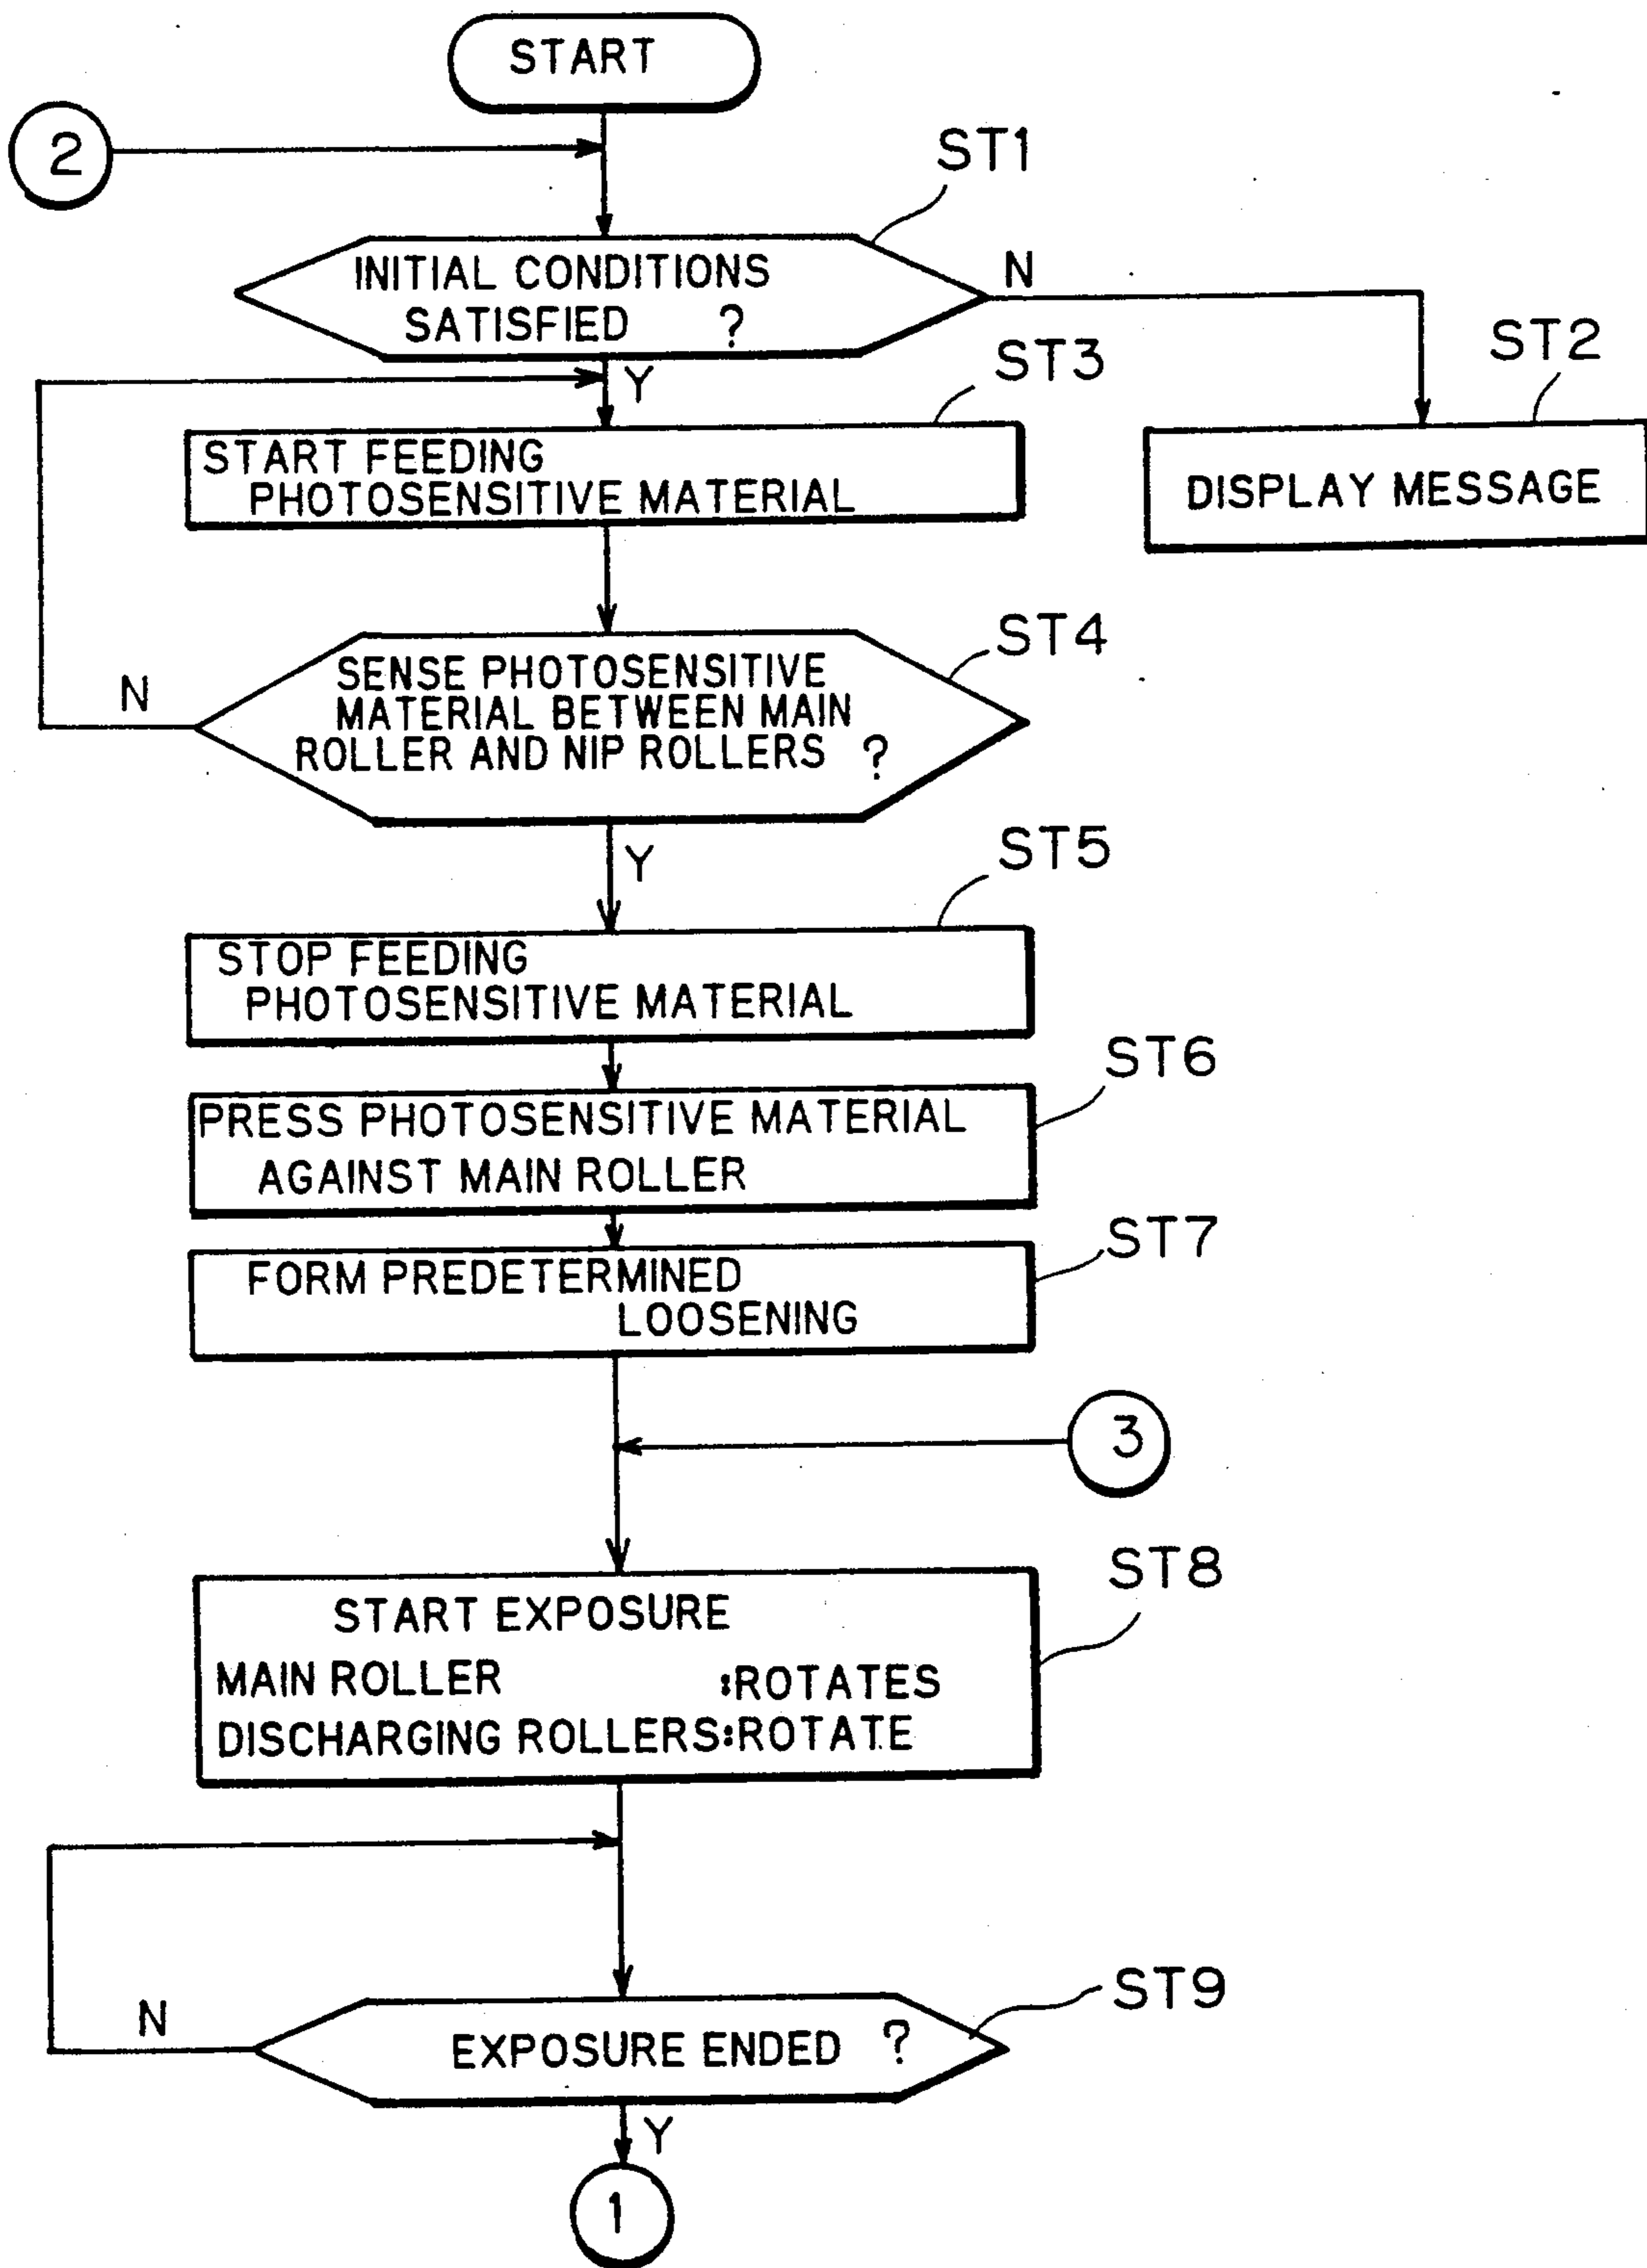 START
2
ST1
INITIAL CONDITIONS
SATISFIED ?
N
Y
ST3
ST2
START FEEDING
PHOTOSENSITIVE MATERIAL
DISPLAY MESSAGE
ST4
SENSE PHOTOSENSITIVE
MATERIAL BETWEEN MAIN
ROLLER AND NIP ROLLERS ?
N
Y
ST5
STOP FEEDING
PHOTOSENSITIVE MATERIAL
ST6
PRESS PHOTOSENSITIVE MATERIAL
AGAINST MAIN ROLLER
ST7
FORM PREDETERMINED
LOOSENING
3
ST8
START EXPOSURE
MAIN ROLLER :ROTATES
DISCHARGING ROLLERS:ROTATE
ST9
N
EXPOSURE ENDED ?
Y
1